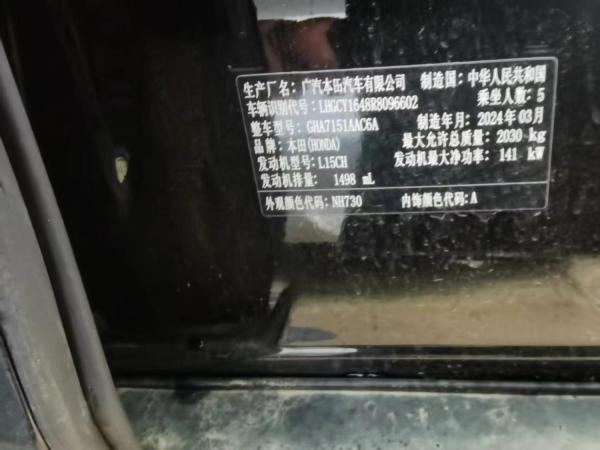 生产厂名：广汽本田汽车有限公司 制造国：中华人民共和国
车辆识别代号：LHGCY1648R8096602 乘坐人数：5
整车型号：GHA7151AAC6A 制造年月：2024年03月
品牌：本田(HONDA) 最大允许总质量：2030 kg
发动机型号：L15CH 发动机最大净功率：141 kW
发动机排量：1498 mL
外观颜色代码：NH730 内饰颜色代码：A